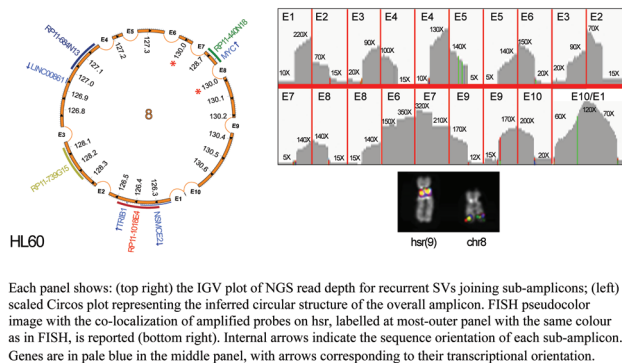 E1 E2 E3 E4 E4 E5 E5 E6 E3 E2
220X 70X 90X 100X 130X 140X 70X 90X
10X 15X 15X 15X
E7 E8 E8 E6 E7 E9 E9 E10 E10/E1
140X 140X 150X 350X 320X 120X 170X 200X 60X 120X 70X
5X 15X 15X 12X 15X 20X
RP11-440N18
MYC↑
E7
128.7
E8
130.0
130.1
130.2
E9
130.4
130.5
130.6
E10
E1
NSMCE2↓
126.3
126.4
126.5
RP11-1018E4
↑TRIB1
E2
128.3
128.2
128.1
RP11-739O15
E3
126.8
126.9
127.0
127.1
↓LINC00861
RP11-684N13
E4
127.2
E5
127.3
E6
130.0
*
*
8
HL60
hsr(9) chr8
Each panel shows: (top right) the IGV plot of NGS read depth for recurrent SVs joining sub-amplicons; (left)
scaled Circos plot representing the inferred circular structure of the overall amplicon. FISH pseudocolor
image with the co-localization of amplified probes on hsr, labelled at most-outer panel with the same colour
as in FISH, is reported (bottom right). Internal arrows indicate the sequence orientation of each sub-amplicon.
Genes are in pale blue in the middle panel, with arrows corresponding to their transcriptional orientation.